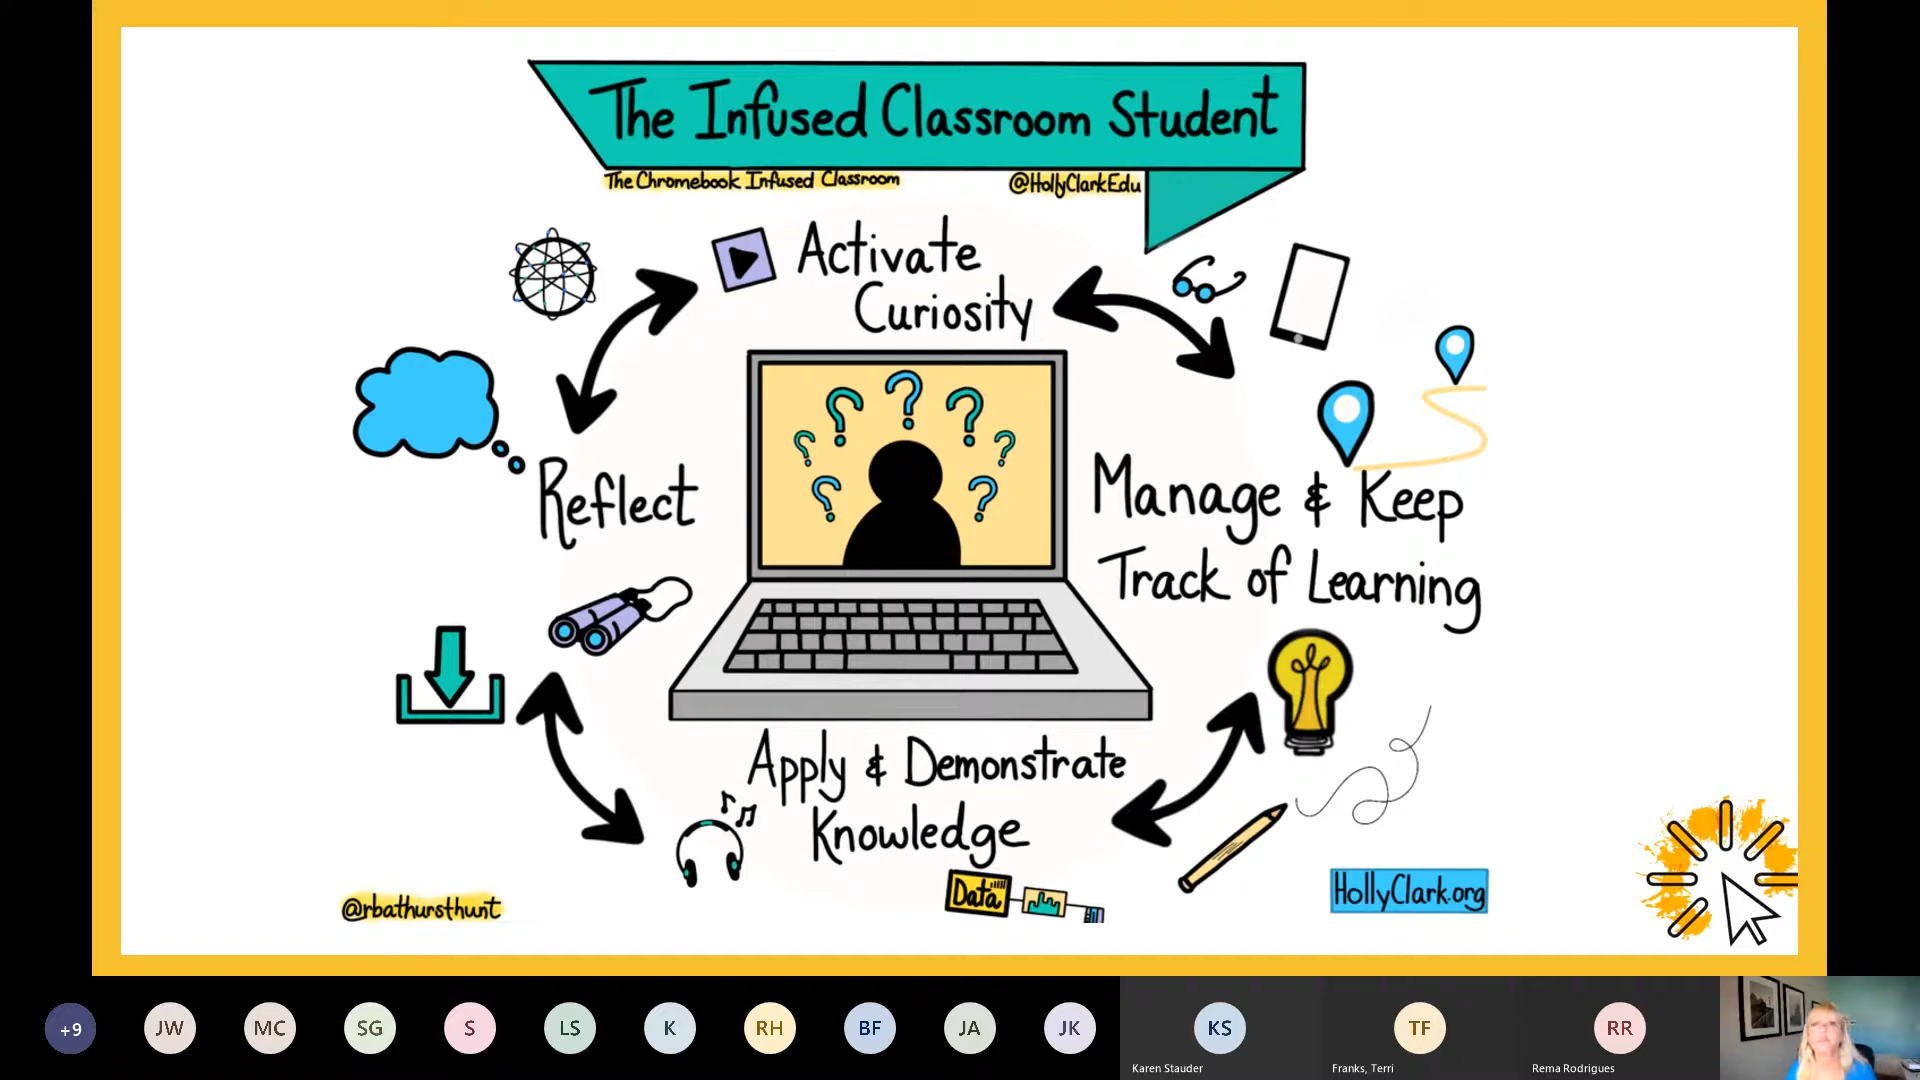 The Infused Classroom Student
The Chromebook Infused Classroom
@HollyClarkEdu
Activate
Curiosity
Reflect
Manage & Keep
Track of Learning
Apply & Demonstrate
Knowledge
Data
HollyClark.org
@rbathursthunt
+9
JW
MC
SG
S
LS
K
RH
BF
JA
JK
KS
TF
RR
Karen Stauder
Franks, Terri
Rema Rodrigues